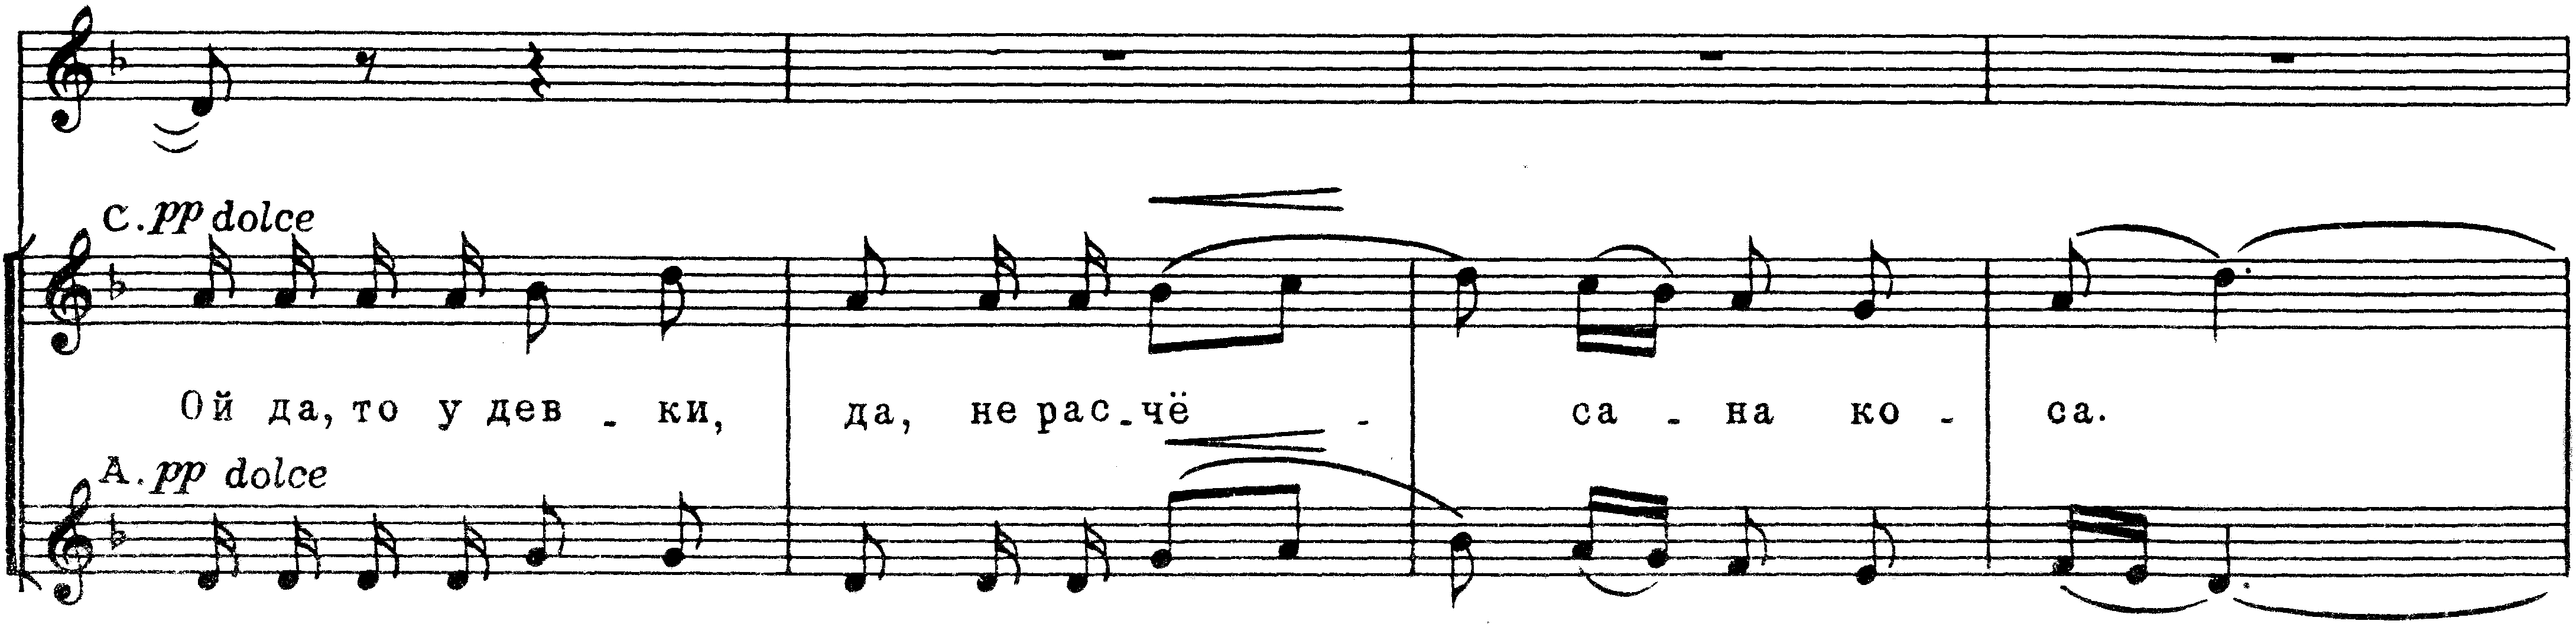 С. pp dolce
Ой да, то у дев - ки, да, не рас - чё - са - на ко - са.
А. pp dolce